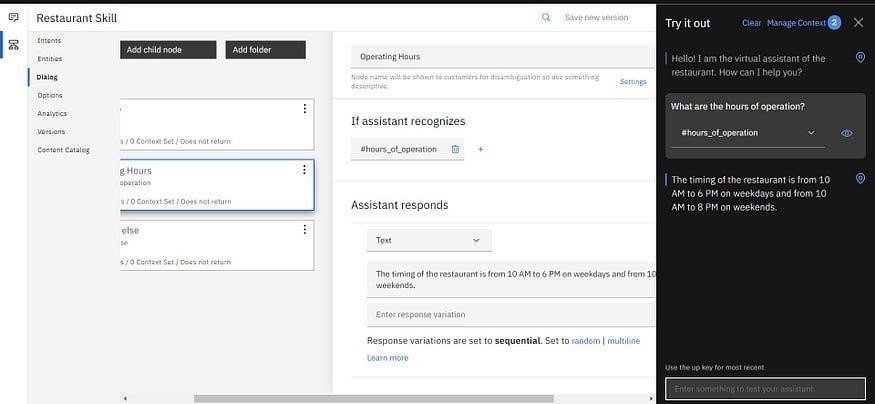 Restaurant Skill
Save new version
Intents
Entities
Dialog
Options
Analytics
Versions
Content Catalog
Add child node
Add folder
s / 0 Context Set / Does not return
g Hours
operation
s / 0 Context Set / Does not return
else
se
s / 0 Context Set / Does not return
Operating Hours
Node name will be shown to customers for disambiguation so use something
descriptive.
Settings
If assistant recognizes
#hours_of_operation
+
Assistant responds
Text
The timing of the restaurant is from 10 AM to 6 PM on weekdays and from 10
weekends.
Enter response variation
Response variations are set to sequential. Set to random | multiline
Learn more
Try it out
Clear
Manage Context 2
Hello! I am the virtual assistant of the
restaurant. How can I help you?
What are the hours of operation?
#hours_of_operation
The timing of the restaurant is from 10
AM to 6 PM on weekdays and from 10
AM to 8 PM on weekends.
Use the up key for most recent
Enter something to test your assistant